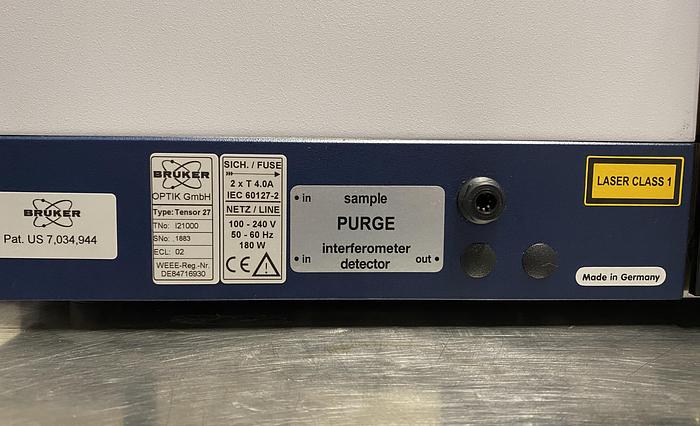 BRUKER
Pat. US 7,034,944
BRUKER
OPTIK GmbH
Type: Tensor 27
TNo: I21000
SNo: .1883
ECL: 02
WEEE-Reg.-Nr.
DE84716930
SICH. / FUSE
2 x T 4.0A
IEC 60127-2
NETZ / LINE
100 - 240 V
50 - 60 Hz
180 W
CE
• in sample
PURGE
interferometer
• in detector out •
LASER CLASS 1
Made in Germany